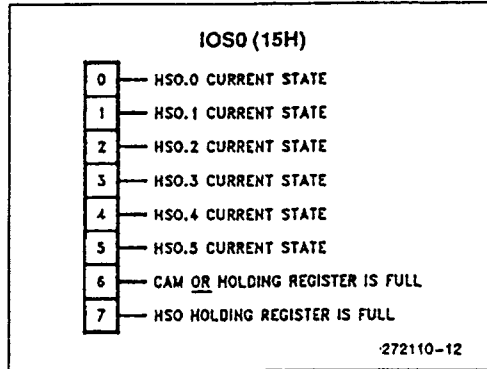 IOS0 (15H)
0 HSO.0 CURRENT STATE
1 HSO.1 CURRENT STATE
2 HSO.2 CURRENT STATE
3 HSO.3 CURRENT STATE
4 HSO.4 CURRENT STATE
5 HSO.5 CURRENT STATE
6 CAM OR HOLDING REGISTER IS FULL
7 HSO HOLDING REGISTER IS FULL
272110-12